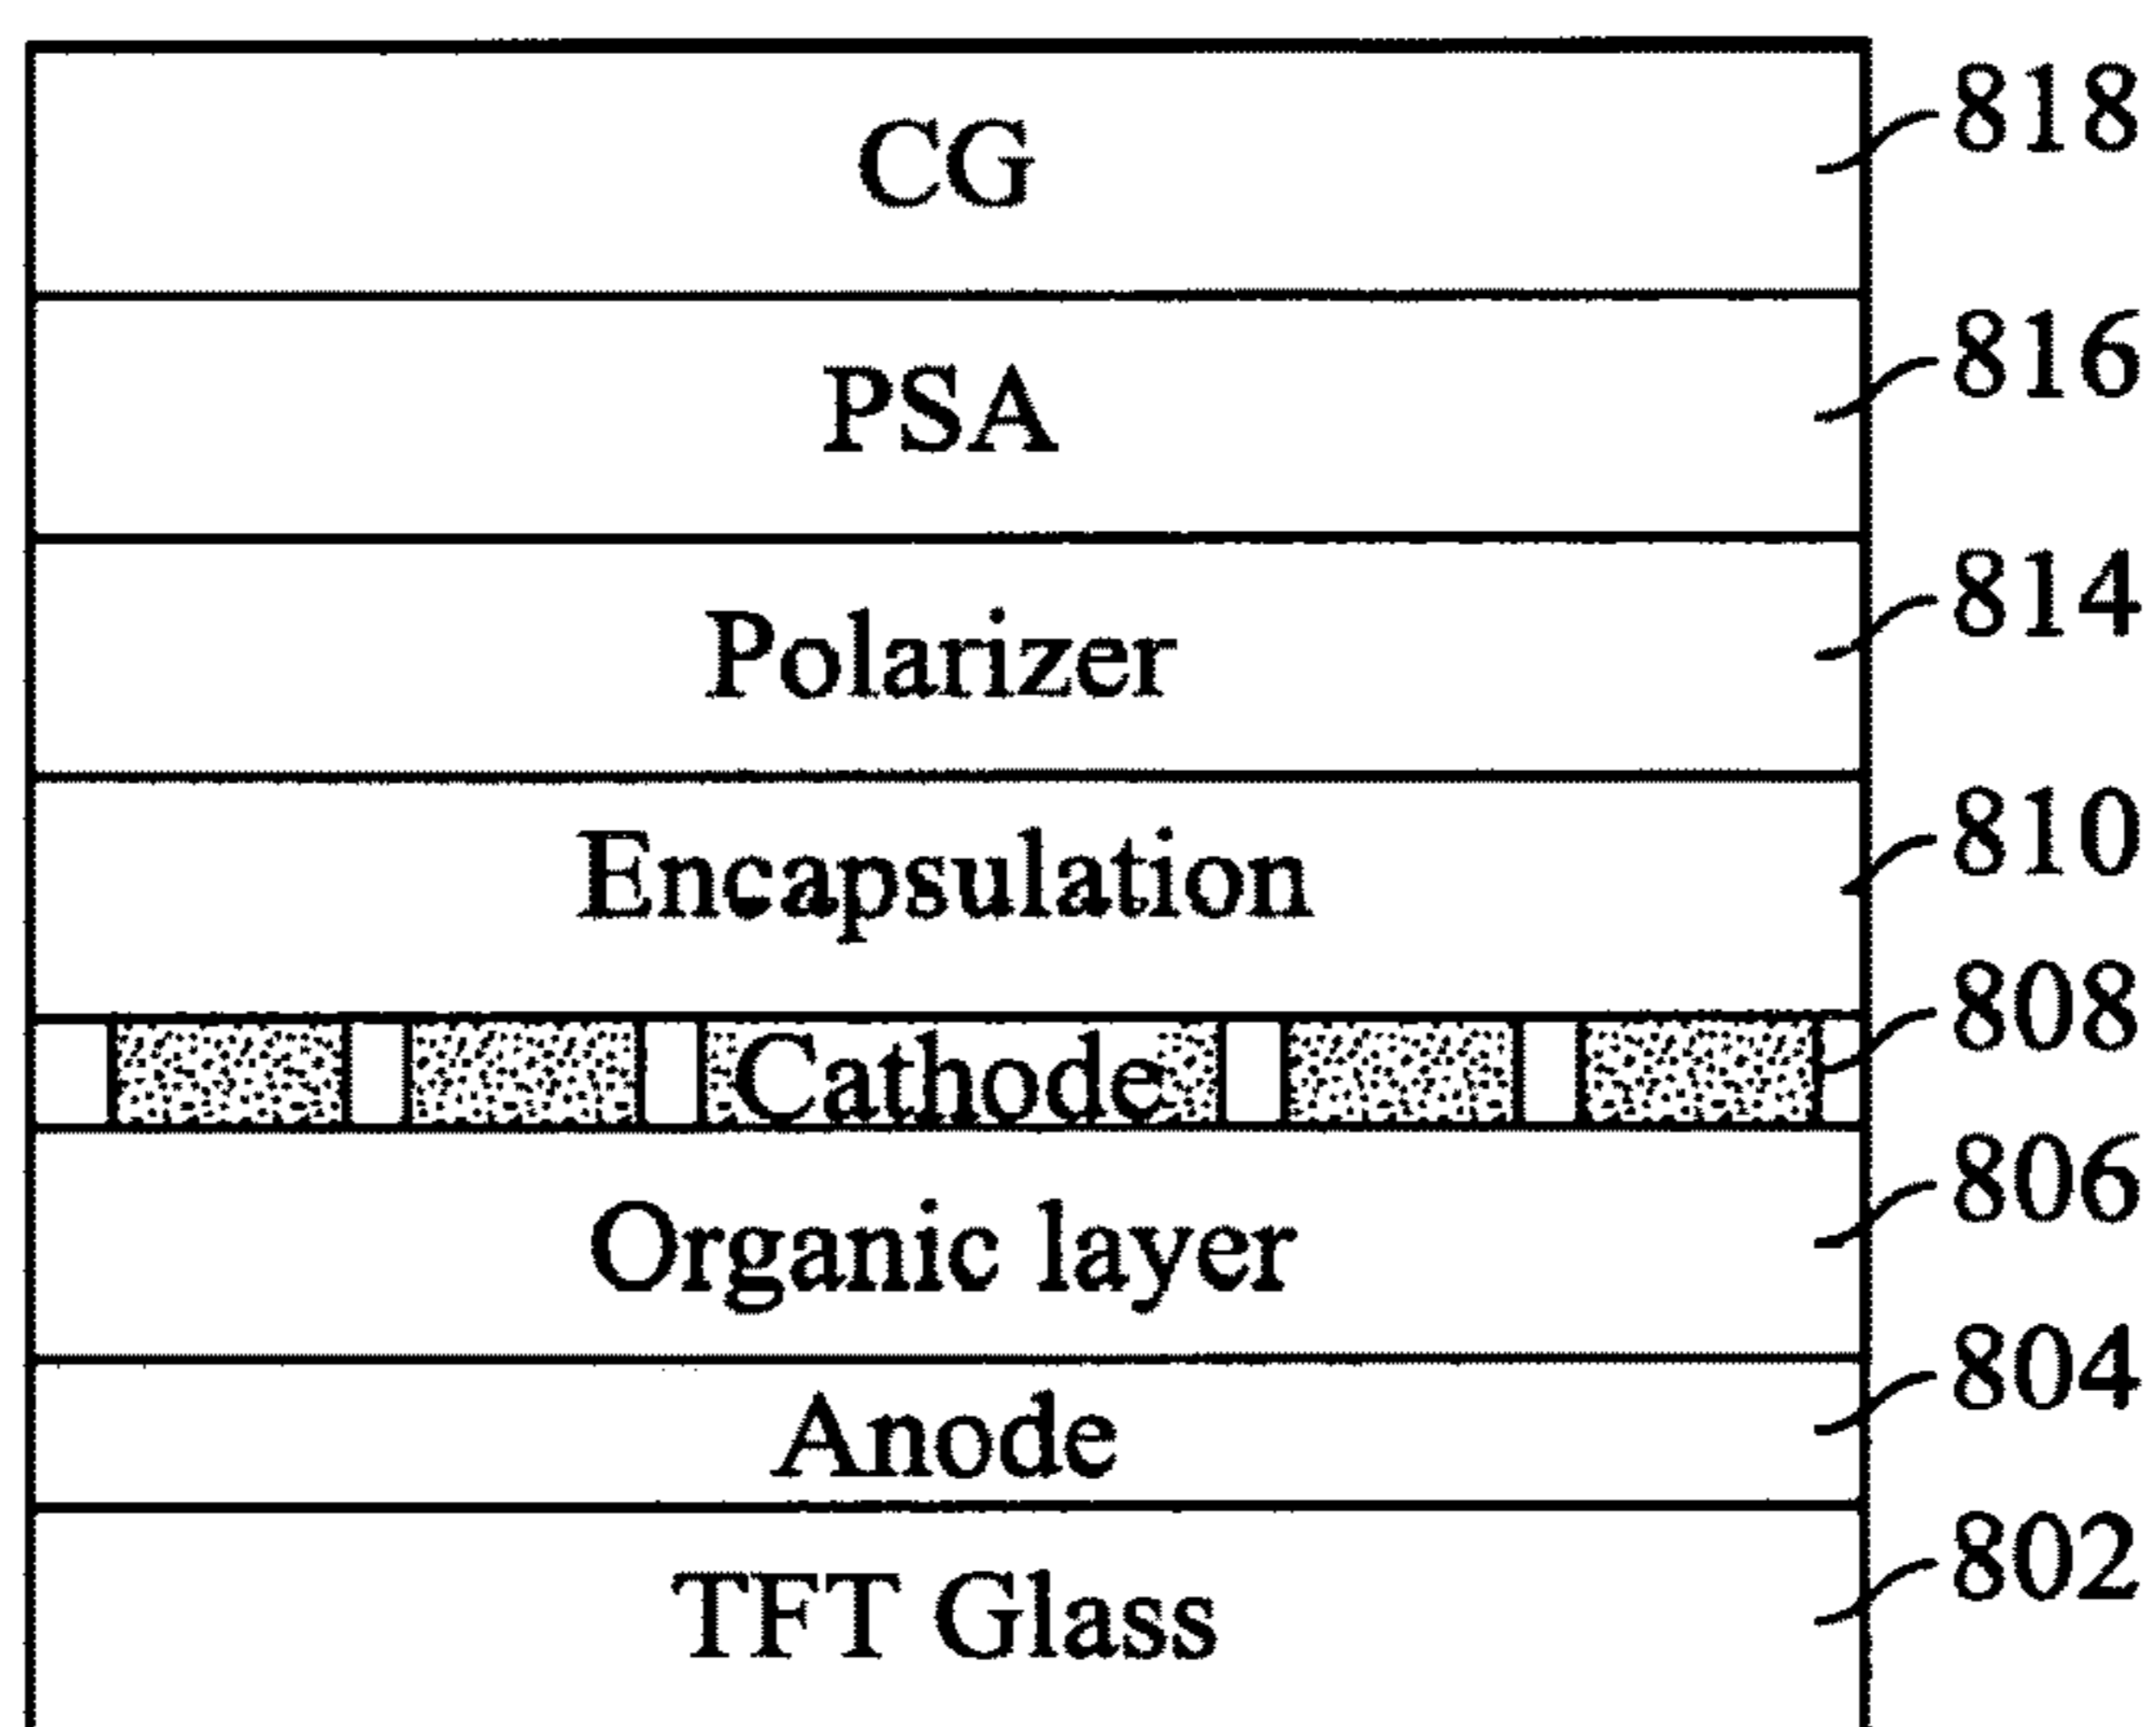 CG 818
PSA 816
Polarizer 814
Encapsulation 810
Cathode 808
Organic layer 806
Anode 804
TFT Glass 802